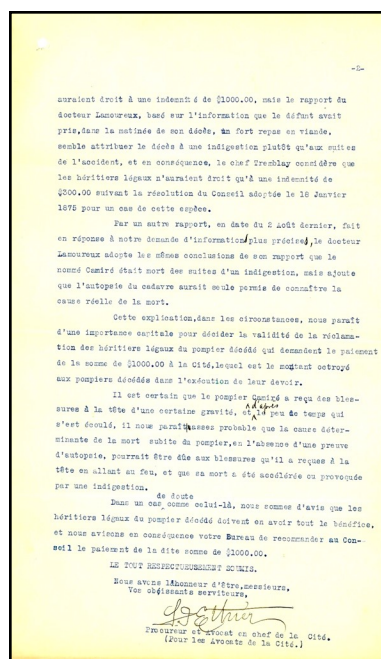 -2-
auraient droit à une indemnité de $1000.00, mais le rapport du
docteur Lamoureux, basé sur l'information que le défunt avait
pris,dans la matinée de son décès, un fort repos en viande,
semble attribuer le décès à une indigestion plutôt qu'aux suites
de l'accident, et en conséquence, le chef Tremblay considère que
les héritiers légaux n'auraient droit qu'à une indemnité de
$300.00 suivant la résolution du Conseil adoptée le 18 Janvier
1875 pour un cas de cette espèce.
Par un autre rapport, en date du 2 Août dernier, fait
en réponse à notre demande d'information plus précise, le docteur
Lamoureux adopte les mêmes conclusions de son rapport que le
nommé Camiré était mort des suites d'un indigestion, mais ajoute
que l'autopsie du cadavre aurait seule permis de connaître la
cause réelle de la mort.
Cette explication,dans les circonstances, nous paraît
d'une importance capitale pour décider la validité de la réclama-
tion des héritiers légaux du pompier décédé qui demandent le paiement
de la somme de $1000.00 à la Cité,lequel est le montant octroyé
aux pompiers décédés dans l'exécution de leur devoir.
Il est certain que le pompier Camiré a reçu des bles-
sures à la tête d'une certaine gravité, et d'après le peu de temps qui
s'est écoulé, il nous paraît assez probable que la cause déter-
minante de la mort subite du pompier,en l'absence d'une preuve
d'autopsie, pourrait être dûe aux blessures qu'il a reçues à la
tête en allant au feu, et que sa mort a été accélérée ou provoquée
par une indigestion.
Dans un cas de doute comme celui-là, nous sommes d'avis que les
héritiers légaux du pompier décédé doivent en avoir tout le bénéfice,
et nous avisons en conséquence votre Bureau de recommander au Con-
seil le paiement de la dite somme de $1000.00.
LE TOUT RESPECTUEUSEMENT SOUMIS.
Nous avons l'honneur d'être,messieurs,
Vos obéissants serviteurs,
Ethier
Procureur et Avocat en chef de la Cité.
(Pour les Avocats de la Cité.)